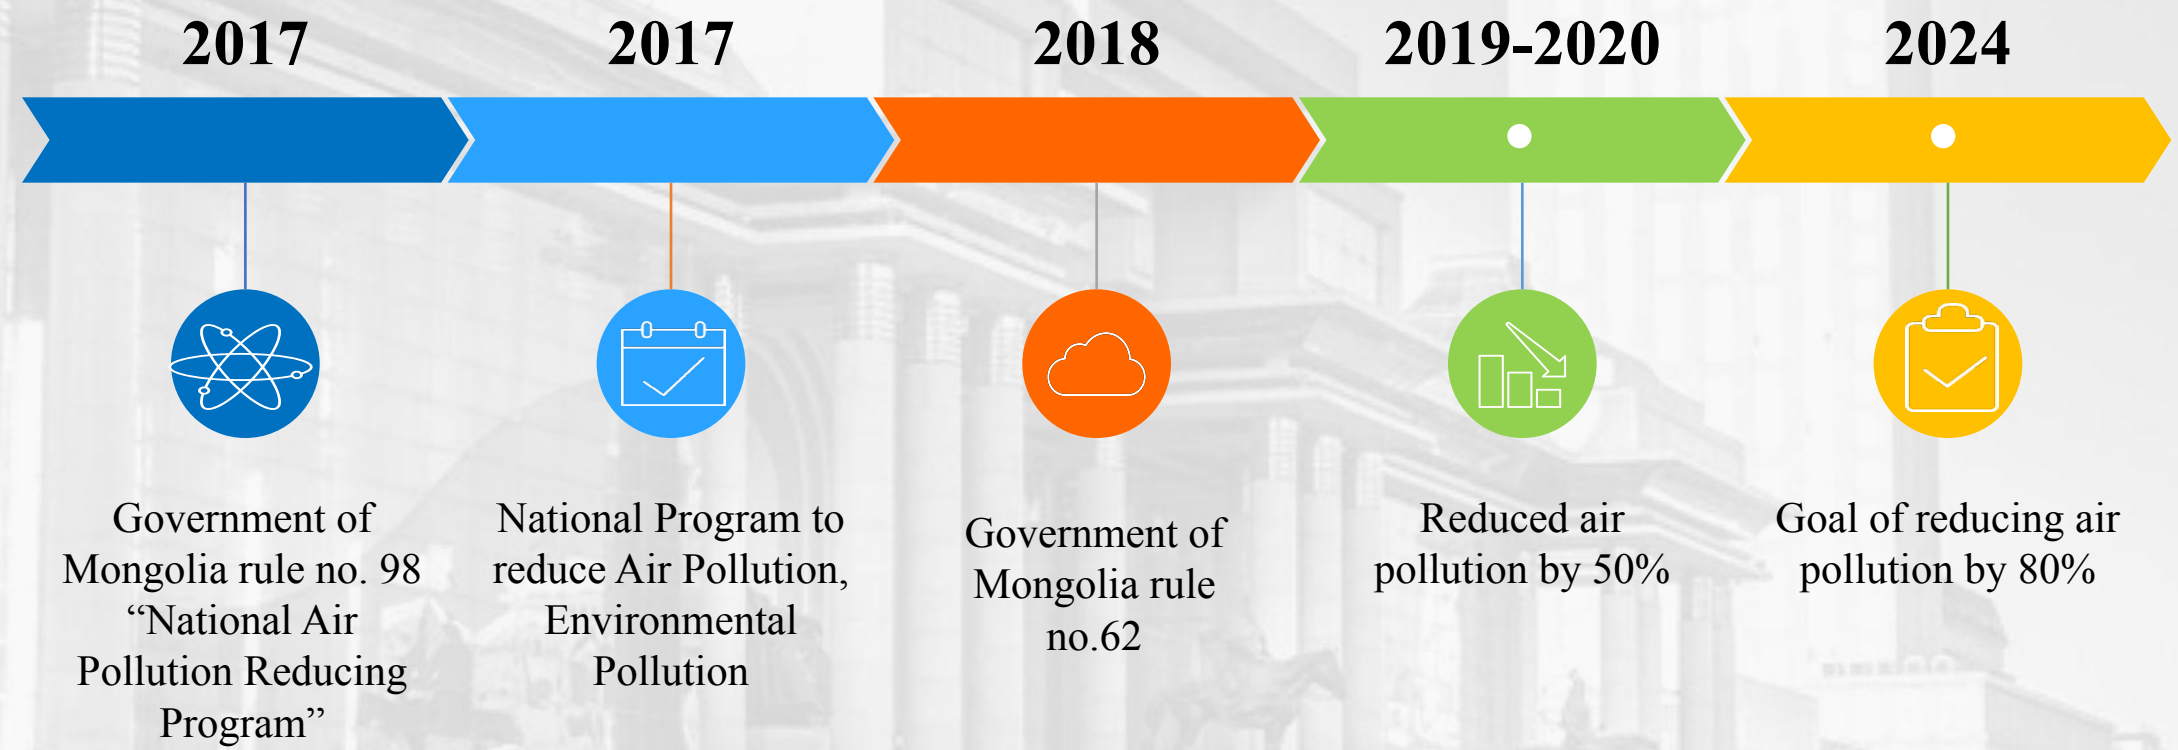 2017
2017
2018
2019-2020
2024
Government of
Mongolia rule no. 98
“National Air
Pollution Reducing
Program”
National Program to
reduce Air Pollution,
Environmental
Pollution
Government of
Mongolia rule
no.62
Reduced air
pollution by 50%
Goal of reducing air
pollution by 80%